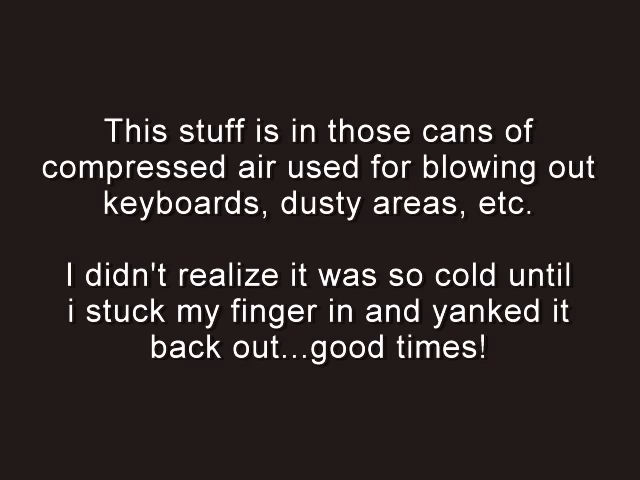 This stuff is in those cans of
compressed air used for blowing out
keyboards, dusty areas, etc.
I didn't realize it was so cold until
i stuck my finger in and yanked it
back out...good times!